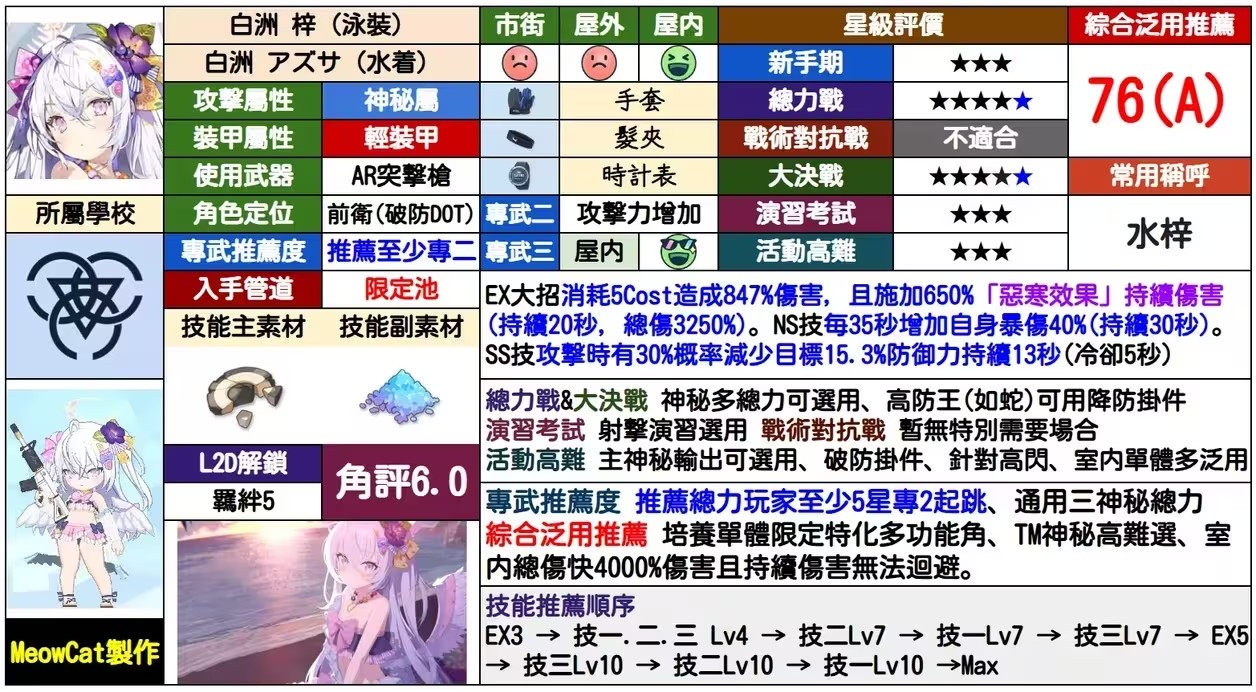 白洲 梓（泳裝） 市街 屋外 屋内 星級評價 綜合泛用推薦
白洲 アズサ（水着） 新手期 ★★★ 76(A)
攻擊屬性 神秘屬 手套 總力戰 ★★★★★
裝甲屬性 輕裝甲 髮夾 戰術對抗戰 不適合
使用武器 AR突擊槍 時計表 大決戰 ★★★★★ 常用稱呼
所屬學校 角色定位 前衛(破防DOT) 專武二 攻擊力增加 演習考試 ★★★ 水梓
專武推薦度 推薦至少專二 專武三 屋内 活動高難 ★★★
入手管道 限定池
技能主素材 技能副素材
L2D解鎖 角評6.0
羈絆5
MeowCat製作
EX大招消耗5Cost造成847%傷害，且施加650%「惡寒效果」持續傷害
(持續20秒，總傷3250%)。NS技每35秒增加自身暴傷40%(持續30秒)。
SS技攻擊時有30%概率減少目標15.3%防御力持續13秒(冷卻5秒)
總力戰&大決戰 神秘多總力可選用、高防王(如蛇)可用降防掛件
演習考試 射擊演習選用 戰術對抗戰 暫無特別需要場合
活動高難 主神秘輸出可選用、破防掛件、針對高閃、室内單體多泛用
專武推薦度 推薦總力玩家至少5星專2起跳、通用三神秘總力
綜合泛用推薦 培養單體限定特化多功能角、TM神秘高難選、室
内總傷快4000%傷害且持續傷害無法迴避。
技能推薦順序
EX3 → 技一.二.三 Lv4 → 技二Lv7 → 技一Lv7 → 技三Lv7 → EX5
→ 技三Lv10 → 技二Lv10 → 技一Lv10 →Max